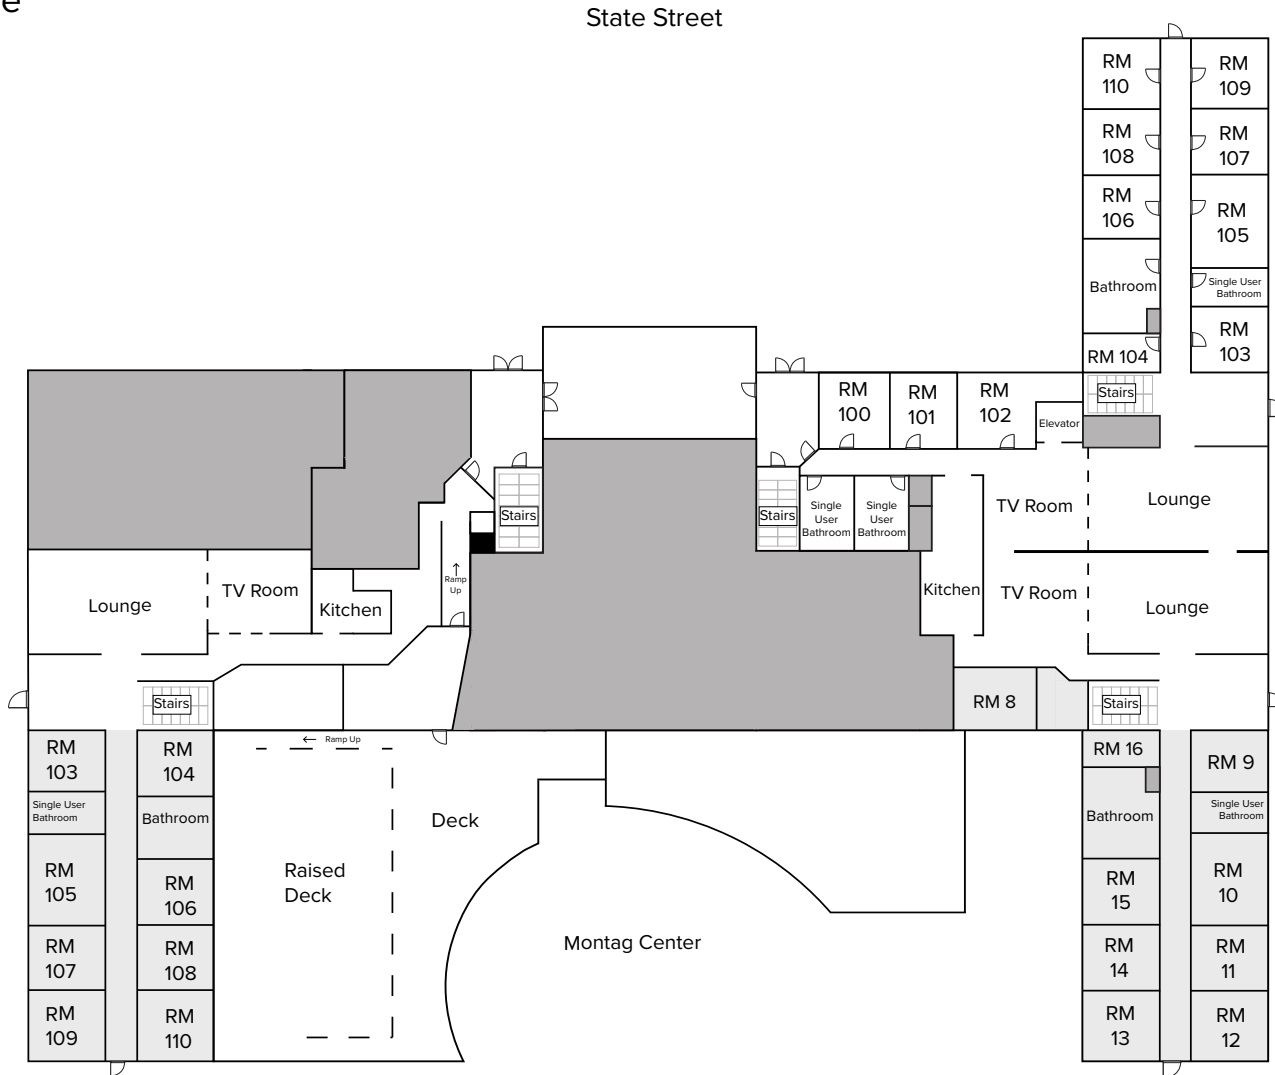 e
State Street
RM
110
RM
109
RM
108
RM
107
RM
106
RM
105
Bathroom
Single User
Bathroom
RM 104
RM
103
Stairs
RM
100
RM
101
RM
102
Elevator
Stairs
Stairs
Single
User
Bathroom
Single
User
Bathroom
TV Room
Lounge
↑
Ramp
Up
Lounge
TV Room
Kitchen
Kitchen
TV Room
Lounge
Stairs
RM 8
Stairs
RM
103
RM
104
Single User
Bathroom
Bathroom
RM
105
RM
106
RM
107
RM
108
RM
109
RM
110
← Ramp Up
Raised
Deck
Deck
Montag Center
RM 16
RM 9
Bathroom
Single User
Bathroom
RM
15
RM
10
RM
14
RM
11
RM
13
RM
12